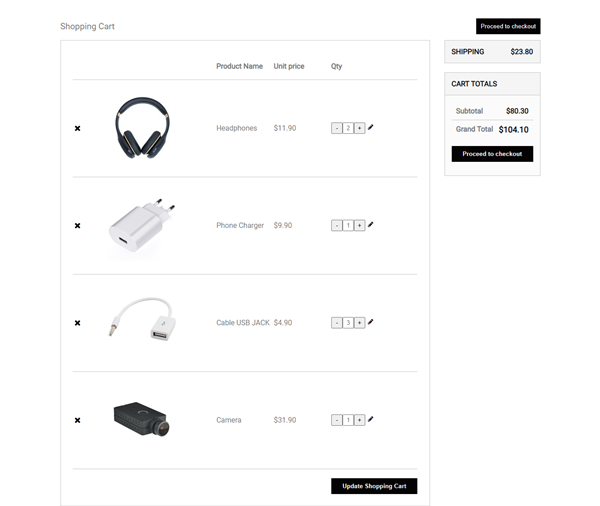 Shopping Cart
Proceed to checkout
Product Name Unit price Qty
SHIPPING $23.80
CART TOTALS
Subtotal $80.30
Grand Total $104.10
Proceed to checkout
Headphones $11.90 - 2 +
Phone Charger $9.90 - 1 +
Cable USB JACK $4.90 - 3 +
Camera $31.90 - 1 +
Update Shopping Cart